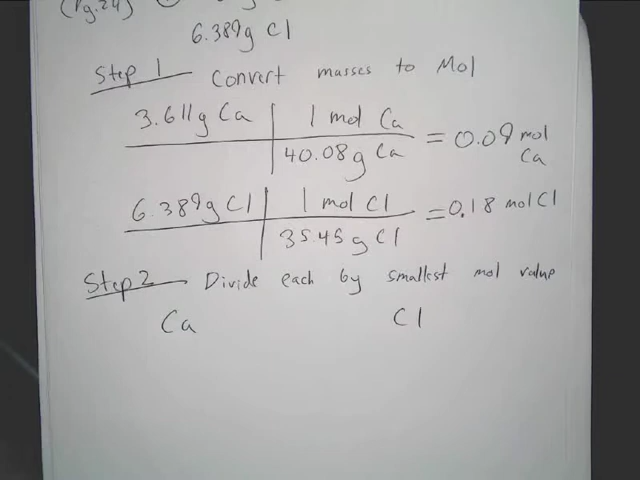 (Pg.24)
6.389g Cl
Step 1 Convert masses to Mol
3.611g Ca | 1 mol Ca
40.08g Ca = 0.09 mol Ca
6.389g Cl | 1 mol Cl
35.45g Cl = 0.18 mol Cl
Step 2 Divide each by smallest mol value
Ca Cl